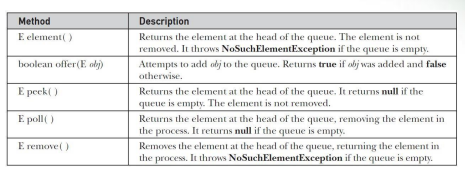 Method Description
E element( ) Returns the element at the head of the queue. The element is not
removed. It throws NoSuchElementException if the queue is empty.
boolean offer(E obj) Attempts to add obj to the queue. Returns true if obj was added and false
otherwise.
E peek( ) Returns the element at the head of the queue. It returns null if the
queue is empty. The element is not removed.
E poll( ) Returns the element at the head of the queue, removing the element in
the process. It returns null if the queue is empty.
E remove( ) Removes the element at the head of the queue, returning the element in
the process. It throws NoSuchElementException if the queue is empty.